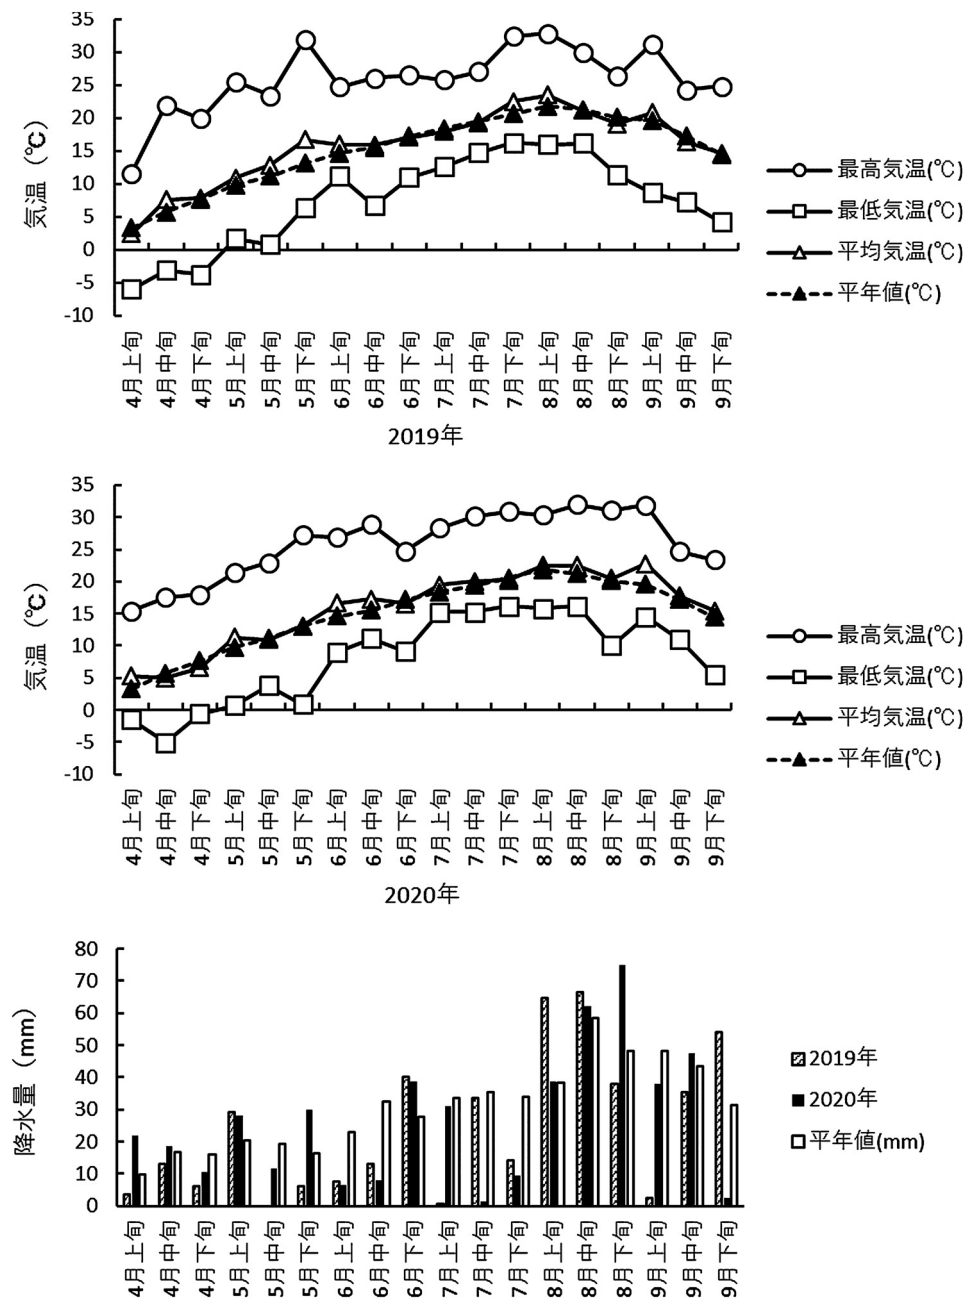 35
30
25
20
15
10
5
0
-5
-10
気温（℃）
4月上旬
4月中旬
4月下旬
5月上旬
5月中旬
5月下旬
6月上旬
6月中旬
6月下旬
7月上旬
7月中旬
7月下旬
8月上旬
8月中旬
8月下旬
9月上旬
9月中旬
9月下旬
2019年
最高気温(℃)
最低気温(℃)
平均気温(℃)
平年値(℃)
35
30
25
20
15
10
5
0
-5
-10
気温（℃）
4月上旬
4月中旬
4月下旬
5月上旬
5月中旬
5月下旬
6月上旬
6月中旬
6月下旬
7月上旬
7月中旬
7月下旬
8月上旬
8月中旬
8月下旬
9月上旬
9月中旬
9月下旬
2020年
最高気温(℃)
最低気温(℃)
平均気温(℃)
平年値(℃)
80
70
60
50
40
30
20
10
0
降水量（mm）
4月上旬
4月中旬
4月下旬
5月上旬
5月中旬
5月下旬
6月上旬
6月中旬
6月下旬
7月上旬
7月中旬
7月下旬
8月上旬
8月中旬
8月下旬
9月上旬
9月中旬
9月下旬
2019年
2020年
平年値(mm)